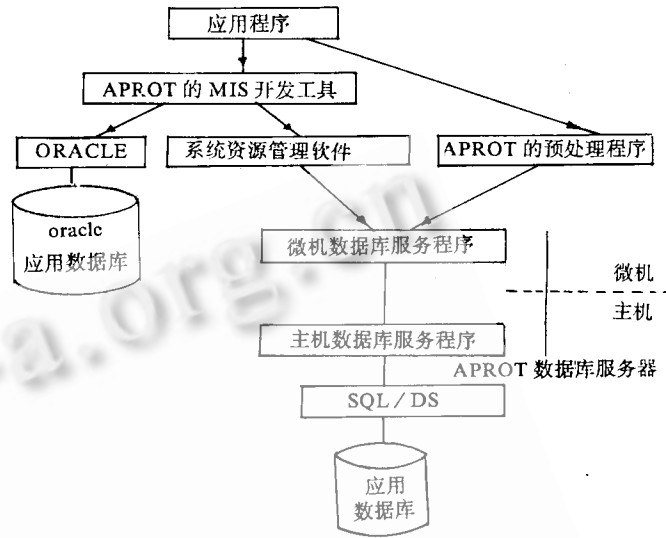 应用程序
APROT 的 MIS 开发工具
ORACLE
系统资源管理软件
APROT 的预处理程序
oracle
应用数据库
微机数据库服务程序
微机
主机
主机数据库服务程序
APROT 数据库服务器
SQL／DS
应用
数据库
a.org.cn